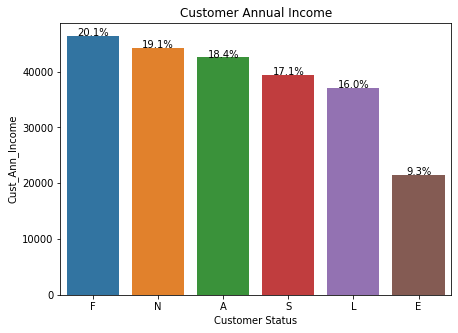 Customer Annual Income
Cust_Ann_Income
40000
30000
20000
10000
0
20.1%
19.1%
18.4%
17.1%
16.0%
9.3%
F N A S L E
Customer Status